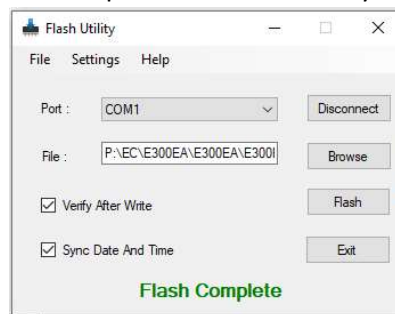 Flash Utility
File Settings Help
Port : COM1 Disconnect
File : P:\EC\E300EA\E300EA\E300 Browse
Verify After Write Flash
Sync Date And Time Exit
Flash Complete